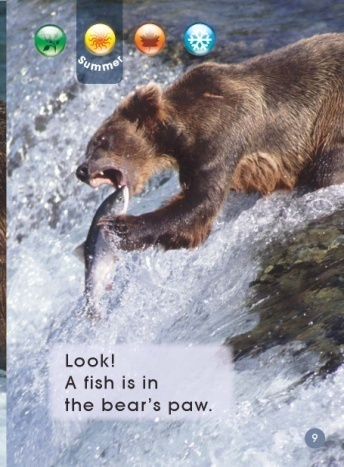 Summer
Look!
A fish is in
the bear's paw.
9